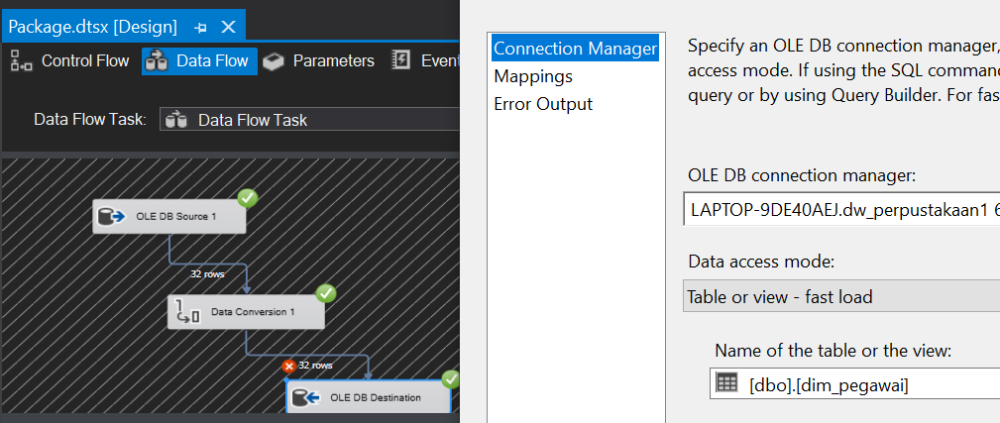 Package.dtsx [Design]
Control Flow
Data Flow
Parameters
Event
Data Flow Task:
Data Flow Task
OLE DB Source 1
32 rows
Data Conversion 1
32 rows
OLE DB Destination
Connection Manager
Mappings
Error Output
Specify an OLE DB connection manager,
access mode. If using the SQL command
query or by using Query Builder. For fas
OLE DB connection manager:
LAPTOP-9DE40AEJ.dw_perpustakaan1 6
Data access mode:
Table or view - fast load
Name of the table or the view:
[dbo].[dim_pegawai]